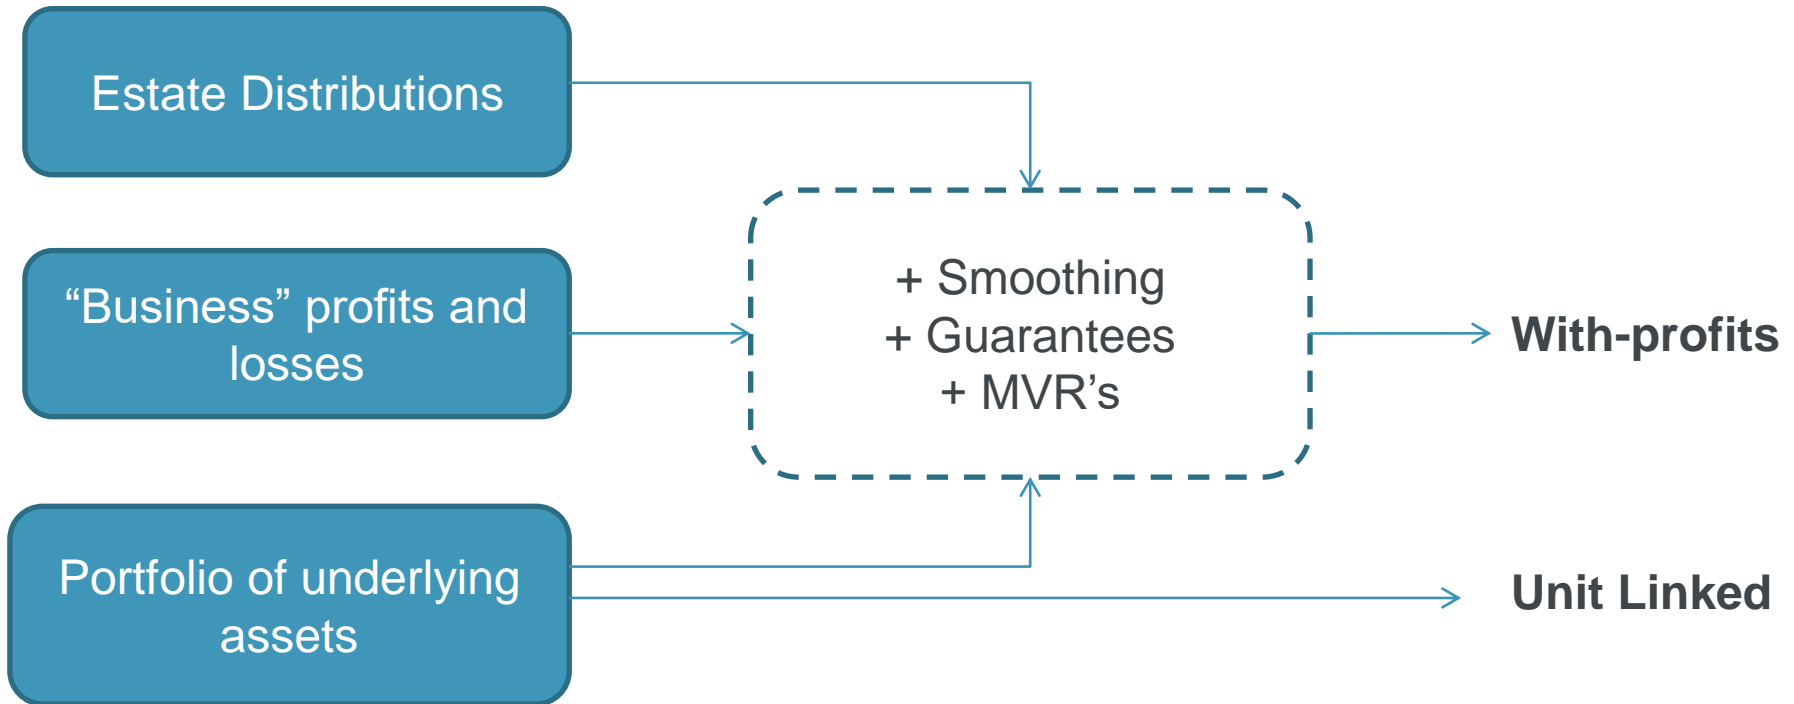 Estate Distributions
“Business” profits and
losses
Portfolio of underlying
assets
+ Smoothing
+ Guarantees
+ MVR’s
With-profits
Unit Linked